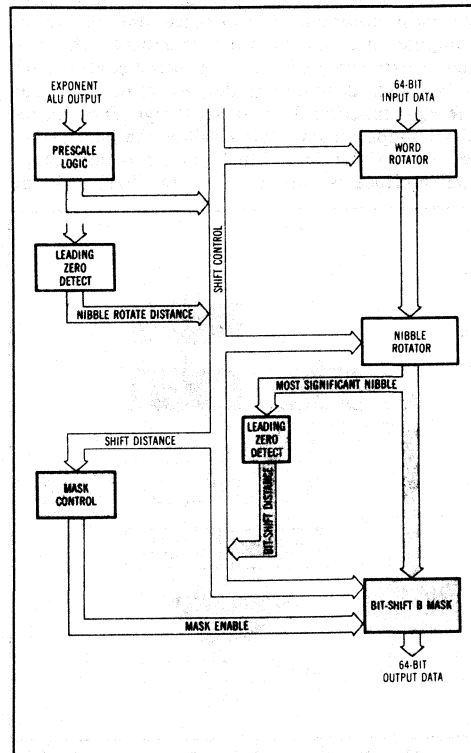 EXPONENT
ALU OUTPUT
64-BIT
INPUT DATA
PRESCALE
LOGIC
WORD
ROTATOR
SHIFT CONTROL
LEADING
ZERO
DETECT
NIBBLE ROTATE DISTANCE
NIBBLE
ROTATOR
MOST SIGNIFICANT NIBBLE
LEADING
ZERO
DETECT
SHIFT DISTANCE
MASK
CONTROL
BIT-SHIFT DISTANCE
BIT-SHIFT B MASK
MASK ENABLE
64-BIT
OUTPUT DATA